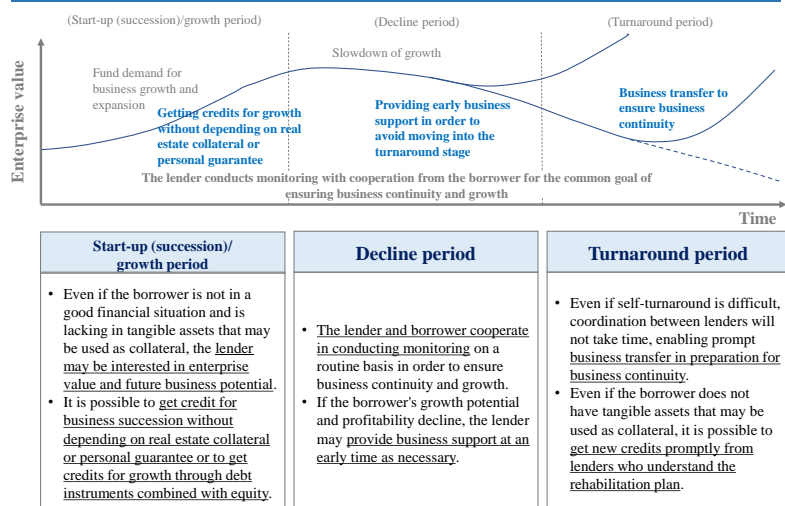 (Start-up (succession)/growth period)
(Decline period)
(Turnaround period)
Slowdown of growth
Fund demand for
business growth and
expansion
Getting credits for growth
without depending on real
estate collateral or
personal guarantee
Providing early business
support in order to
avoid moving into the
turnaround stage
Business transfer to
ensure business
continuity
The lender conducts monitoring with cooperation from the borrower for the common goal of
ensuring business continuity and growth
Enterprise value
Time
Start-up (succession)/
growth period
• Even if the borrower is not in a
good financial situation and is
lacking in tangible assets that may
be used as collateral, the lender
may be interested in enterprise
value and future business potential.
• It is possible to get credit for
business succession without
depending on real estate collateral
or personal guarantee or to get
credits for growth through debt
instruments combined with equity.
Decline period
• The lender and borrower cooperate
in conducting monitoring on a
routine basis in order to ensure
business continuity and growth.
• If the borrower's growth potential
and profitability decline, the lender
may provide business support at an
early time as necessary.
Turnaround period
• Even if self-turnaround is difficult,
coordination between lenders will
not take time, enabling prompt
business transfer in preparation for
business continuity.
• Even if the borrower does not
have tangible assets that may be
used as collateral, it is possible to
get new credits promptly from
lenders who understand the
rehabilitation plan.